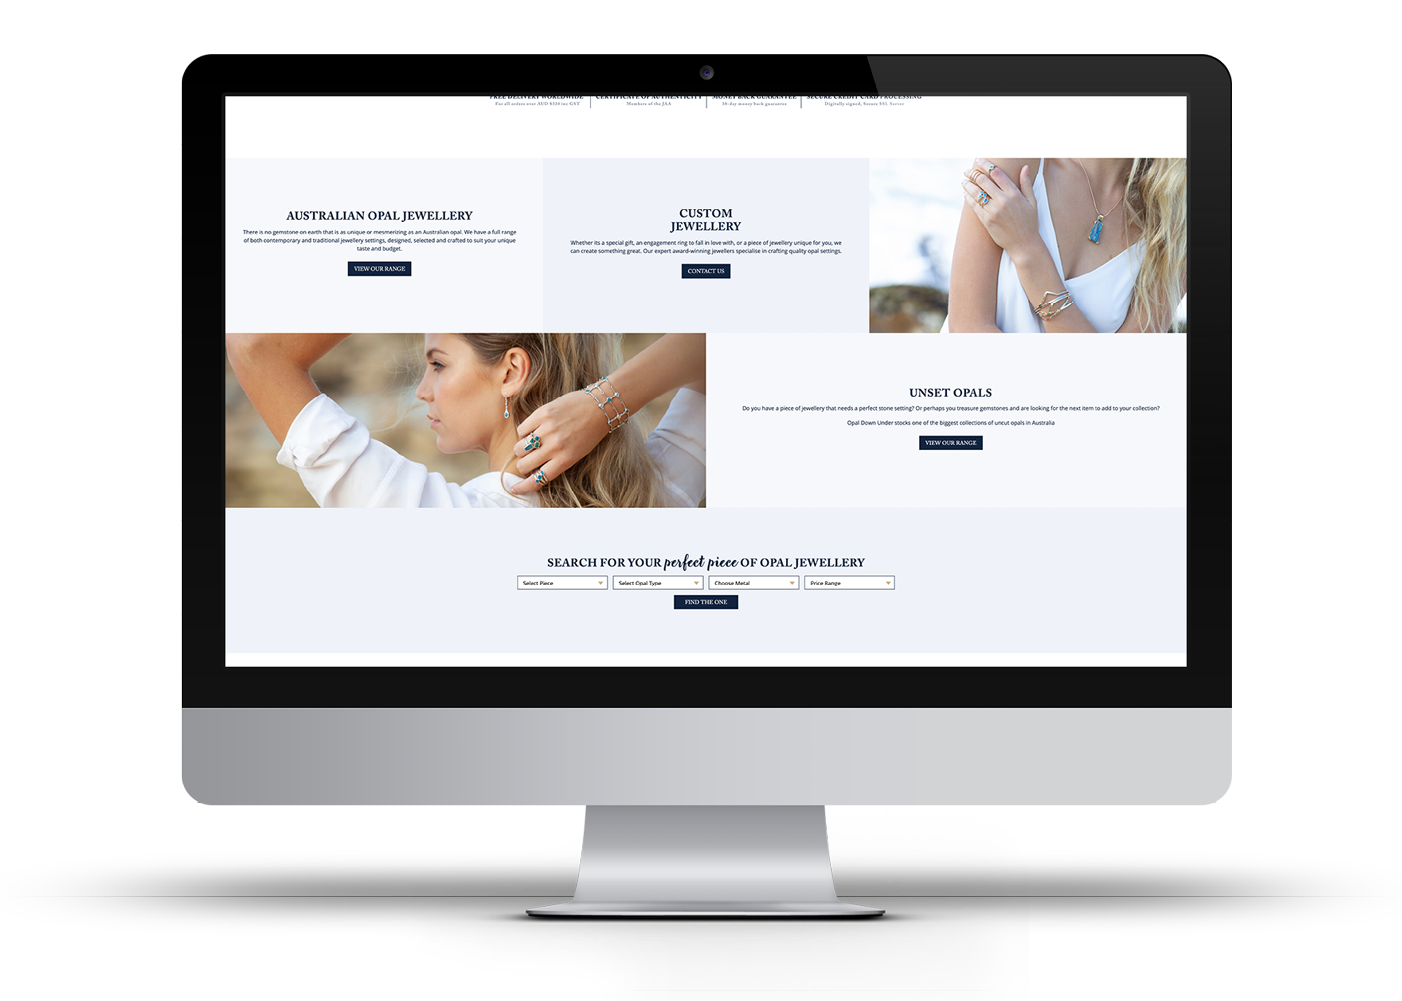 FREE DELIVERY WORLDWIDE
For all orders over AUD $350 inc GST
CERTIFICATE OF AUTHENTICITY
Members of the JAA
MONEY BACK GUARANTEE
30-day money back guarantee
SECURE CREDIT CARD PROCESSING
Digitally signed, Secure SSL Server
AUSTRALIAN OPAL JEWELLERY
There is no gemstone on earth that is as unique or mesmerizing as an Australian opal. We have a full range
of both contemporary and traditional jewellery settings, designed, selected and crafted to suit your unique
taste and budget.
VIEW OUR RANGE
CUSTOM
JEWELLERY
Whether its a special gift, an engagement ring to fall in love with, or a piece of jewellery unique for you, we
can create something great. Our expert award-winning jewellers specialise in crafting quality opal settings.
CONTACT US
UNSET OPALS
Do you have a piece of jewellery that needs a perfect stone setting? Or perhaps you treasure gemstones and are looking for the next item to add to your collection?
Opal Down Under stocks one of the biggest collections of uncut opals in Australia
VIEW OUR RANGE
SEARCH FOR YOUR perfect piece OF OPAL JEWELLERY
Select Piece
Select Opal Type
Choose Metal
Price Range
FIND THE ONE